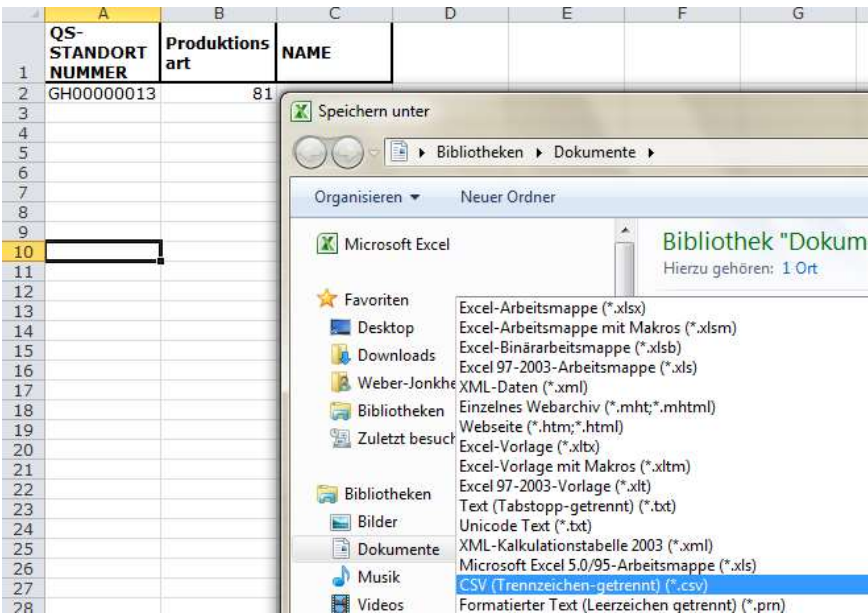 A B C D E F G
1 QS-STANDORT NUMMER Produktions art NAME
2 GH00000013 81
3
4
5
6
7
8
9
10
11
12
13
14
15
16
17
18
19
20
21
22
23
24
25
26
27
28
Speichern unter
Bibliotheken Dokumente
Organisieren Neuer Ordner
Microsoft Excel
Favoriten
Desktop
Downloads
Weber-Jonkhe
Bibliotheken
Zuletzt besuch
Bibliotheken
Bilder
Dokumente
Musik
Videos
Bibliothek "Dokum
Hierzu gehören: 1 Ort
Excel-Arbeitsmappe (*.xlsx)
Excel-Arbeitsmappe mit Makros (*.xlsm)
Excel-Binärarbeitsmappe (*.xlsb)
Excel 97-2003-Arbeitsmappe (*.xls)
XML-Daten (*.xml)
Einzelnes Webarchiv (*.mht;*.mhtml)
Webseite (*.htm;*.html)
Excel-Vorlage (*.xltx)
Excel-Vorlage mit Makros (*.xltm)
Excel 97-2003-Vorlage (*.xlt)
Text (Tabstopp-getrennt) (*.txt)
Unicode Text (*.txt)
XML-Kalkulationstabelle 2003 (*.xml)
Microsoft Excel 5.0/95-Arbeitsmappe (*.xls)
CSV (Trennzeichen-getrennt) (*.csv)
Formatierter Text (Leerzeichen getrennt) (*.prn)